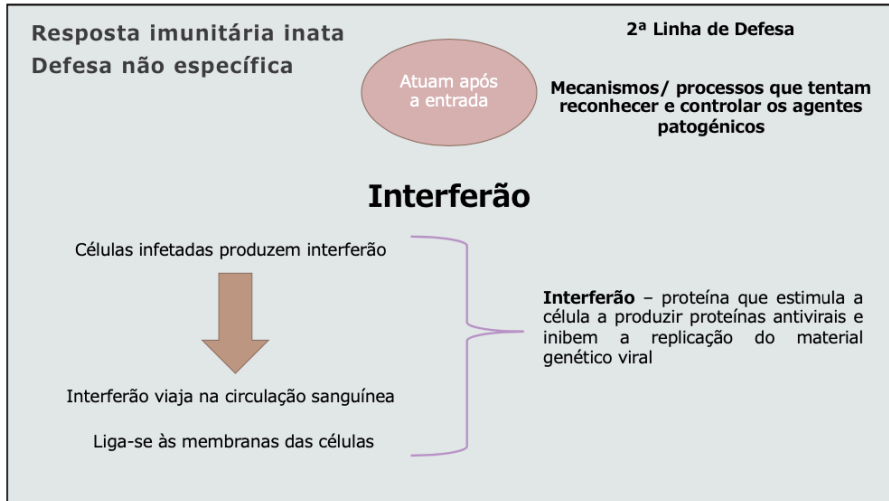 Resposta imunitária inata
Defesa não específica
2ª Linha de Defesa
Atuam após
a entrada
Mecanismos/ processos que tentam
reconhecer e controlar os agentes
patogénicos
Interferão
Células infetadas produzem interferão
Interferão – proteína que estimula a
célula a produzir proteínas antivirais e
inibem a replicação do material
genético viral
Interferão viaja na circulação sanguínea
Liga-se às membranas das células